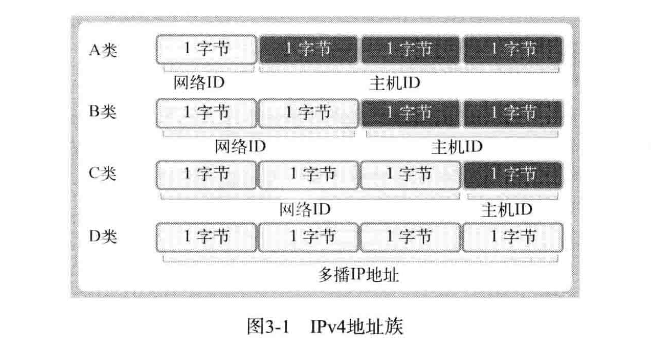 A类 1 字节 1 字节 1 字节 1 字节
网络ID 主机ID
B类 1 字节 1 字节 1 字节 1 字节
网络ID 主机ID
C类 1 字节 1 字节 1 字节 1 字节
网络ID 主机ID
D类 1 字节 1 字节 1 字节 1 字节
多播IP地址
图3-1 IPv4地址族